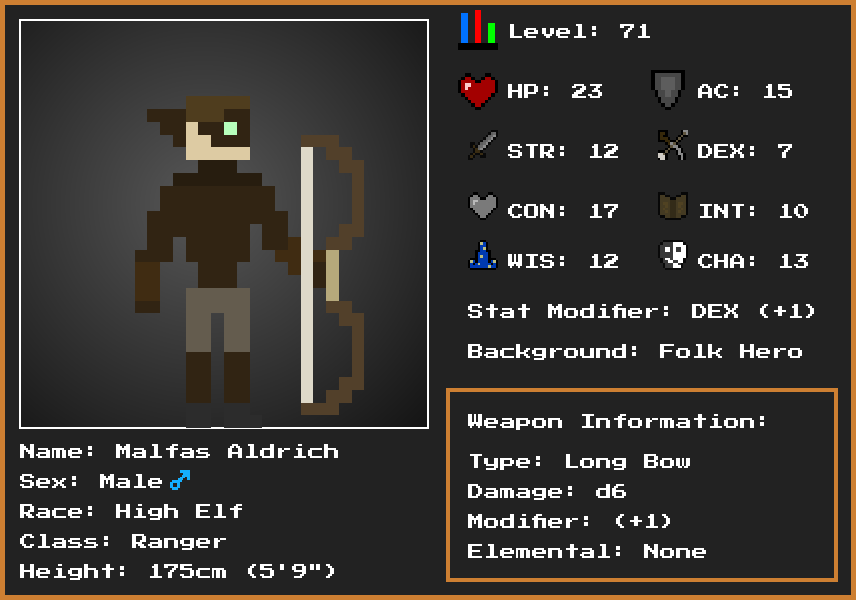 Level: 71
HP: 23 AC: 15
STR: 12 DEX: 7
CON: 17 INT: 10
WIS: 12 CHA: 13
Stat Modifier: DEX (+1)
Background: Folk Hero
Weapon Information:
Type: Long Bow
Damage: d6
Modifier: (+1)
Elemental: None
Name: Malfas Aldrich
Sex: Male ♂
Race: High Elf
Class: Ranger
Height: 175cm (5'9")